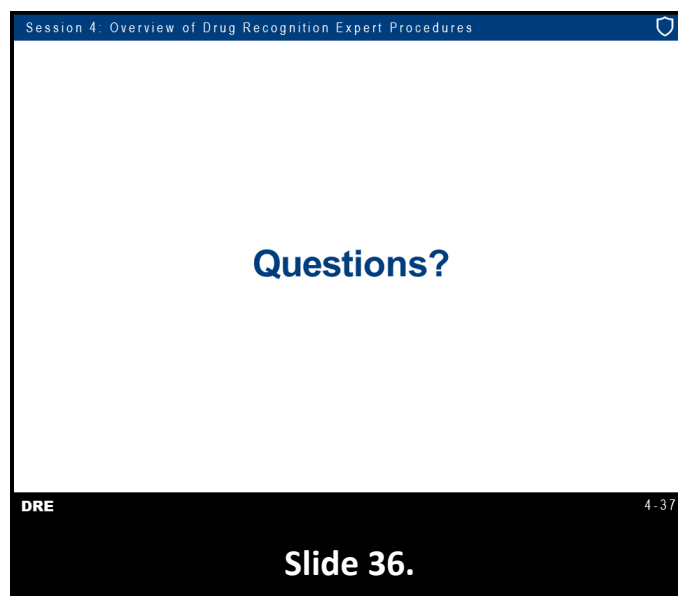 Session 4: Overview of Drug Recognition Expert Procedures
Questions?
DRE
4-37
Slide 36.